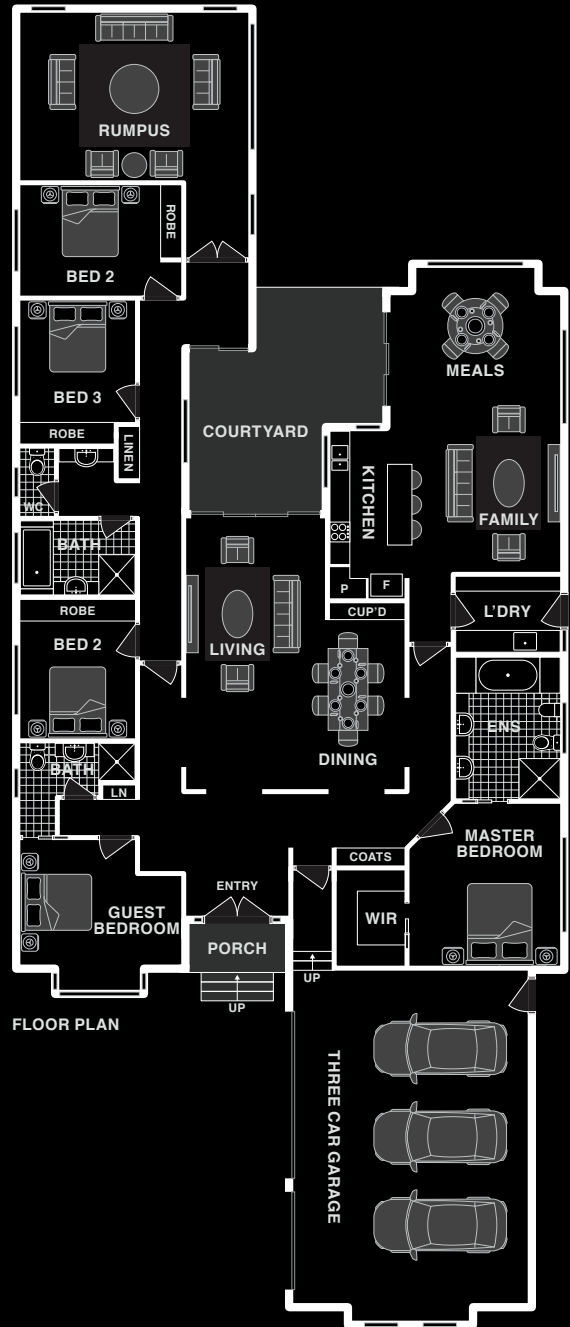 RUMPUS
ROBE
BED 2
MEALS
BED 3
COURTYARD
ROBE
LINEN
KITCHEN
WC
FAMILY
BATH
P
F
ROBE
CUP'D
L'DRY
BED 2
LIVING
ENS
DINING
BATH
LN
MASTER
BEDROOM
COATS
ENTRY
GUEST
BEDROOM
WIR
PORCH
UP
UP
FLOOR PLAN
THREE CAR GARAGE